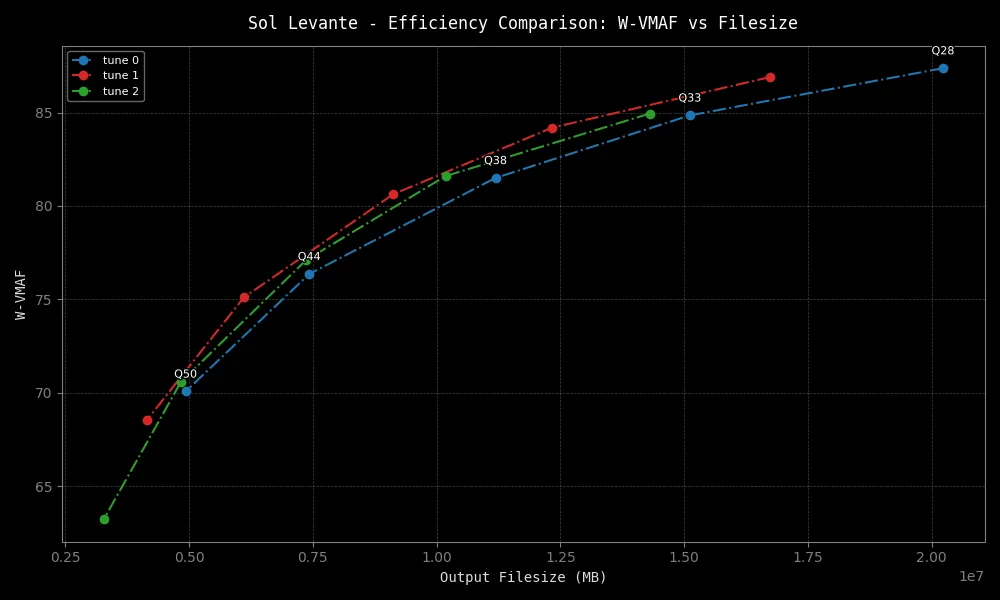 Sol Levante - Efficiency Comparison: W-VMAF vs Filesize
tune 0
tune 1
tune 2
Q28
Q33
Q38
Q44
Q50
85
80
75
70
65
W-VMAF
0.25 0.50 0.75 1.00 1.25 1.50 1.75 2.00
1e7
Output Filesize (MB)